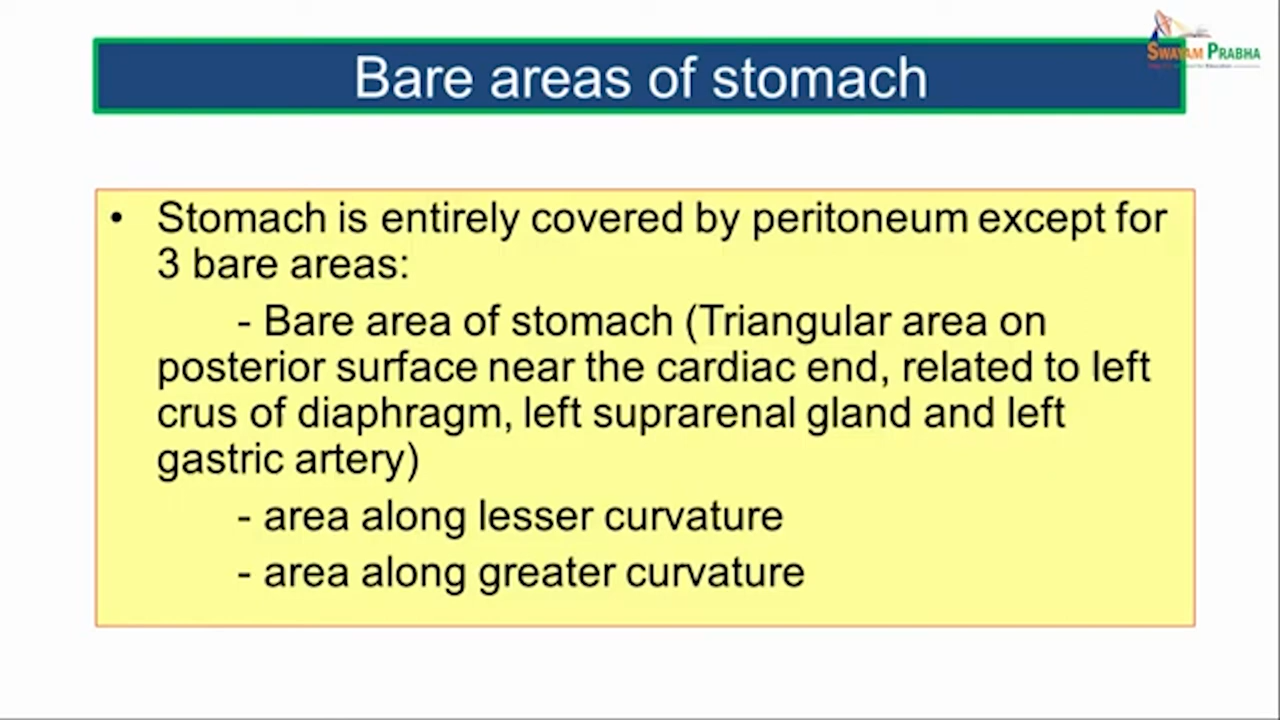 SWAYAM PRABHA
Bare areas of stomach
• Stomach is entirely covered by peritoneum except for
3 bare areas:
- Bare area of stomach (Triangular area on
posterior surface near the cardiac end, related to left
crus of diaphragm, left suprarenal gland and left
gastric artery)
- area along lesser curvature
- area along greater curvature